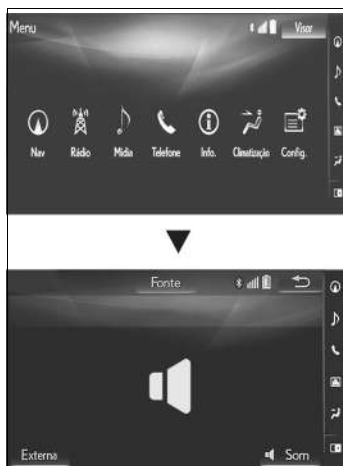 Menu
Visor
Nav
Rádio
Mídia
Telefone
Info.
Climatização
Config.
Fonte
Externa
Som